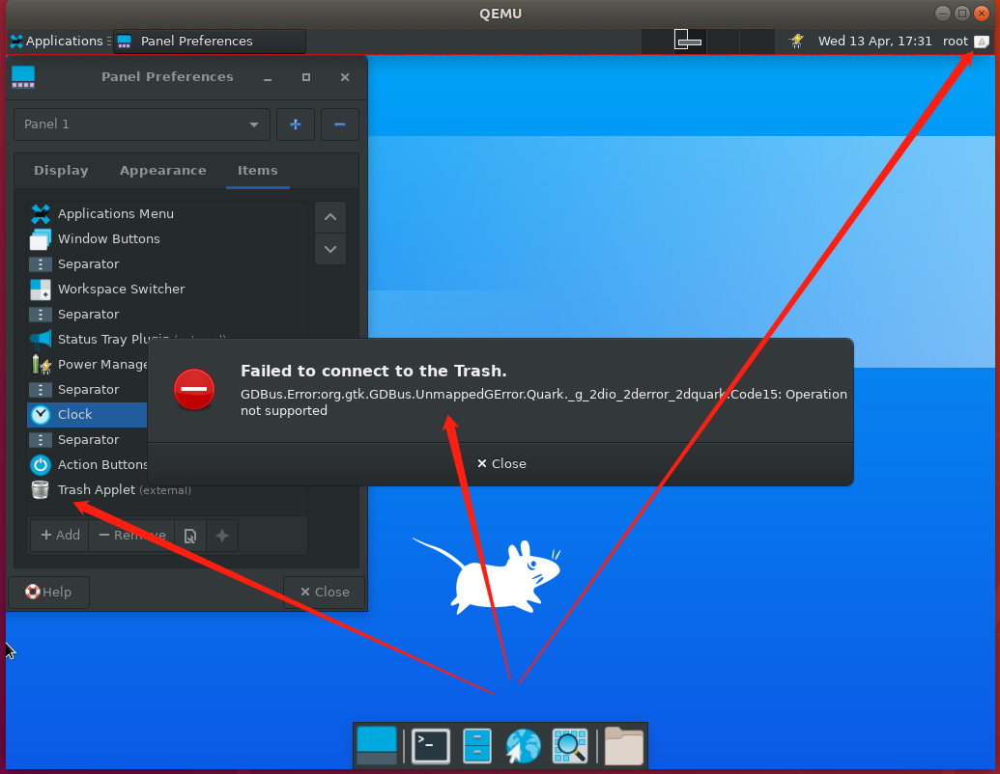 QEMU
Applications
Panel Preferences
Wed 13 Apr, 17:31
root
Panel Preferences
Panel 1
Display
Appearance
Items
Applications Menu
Window Buttons
Separator
Workspace Switcher
Separator
Status Tray Plugin (external)
Power Manage
Separator
Clock
Separator
Action Buttons
Trash Applet (external)
Add
Remove
Help
Close
Failed to connect to the Trash.
GDBus.Error:org.gtk.GDBus.UnmappedGError.Quark._g_2dio_2derror_2dquark.Code15: Operation
not supported
Close